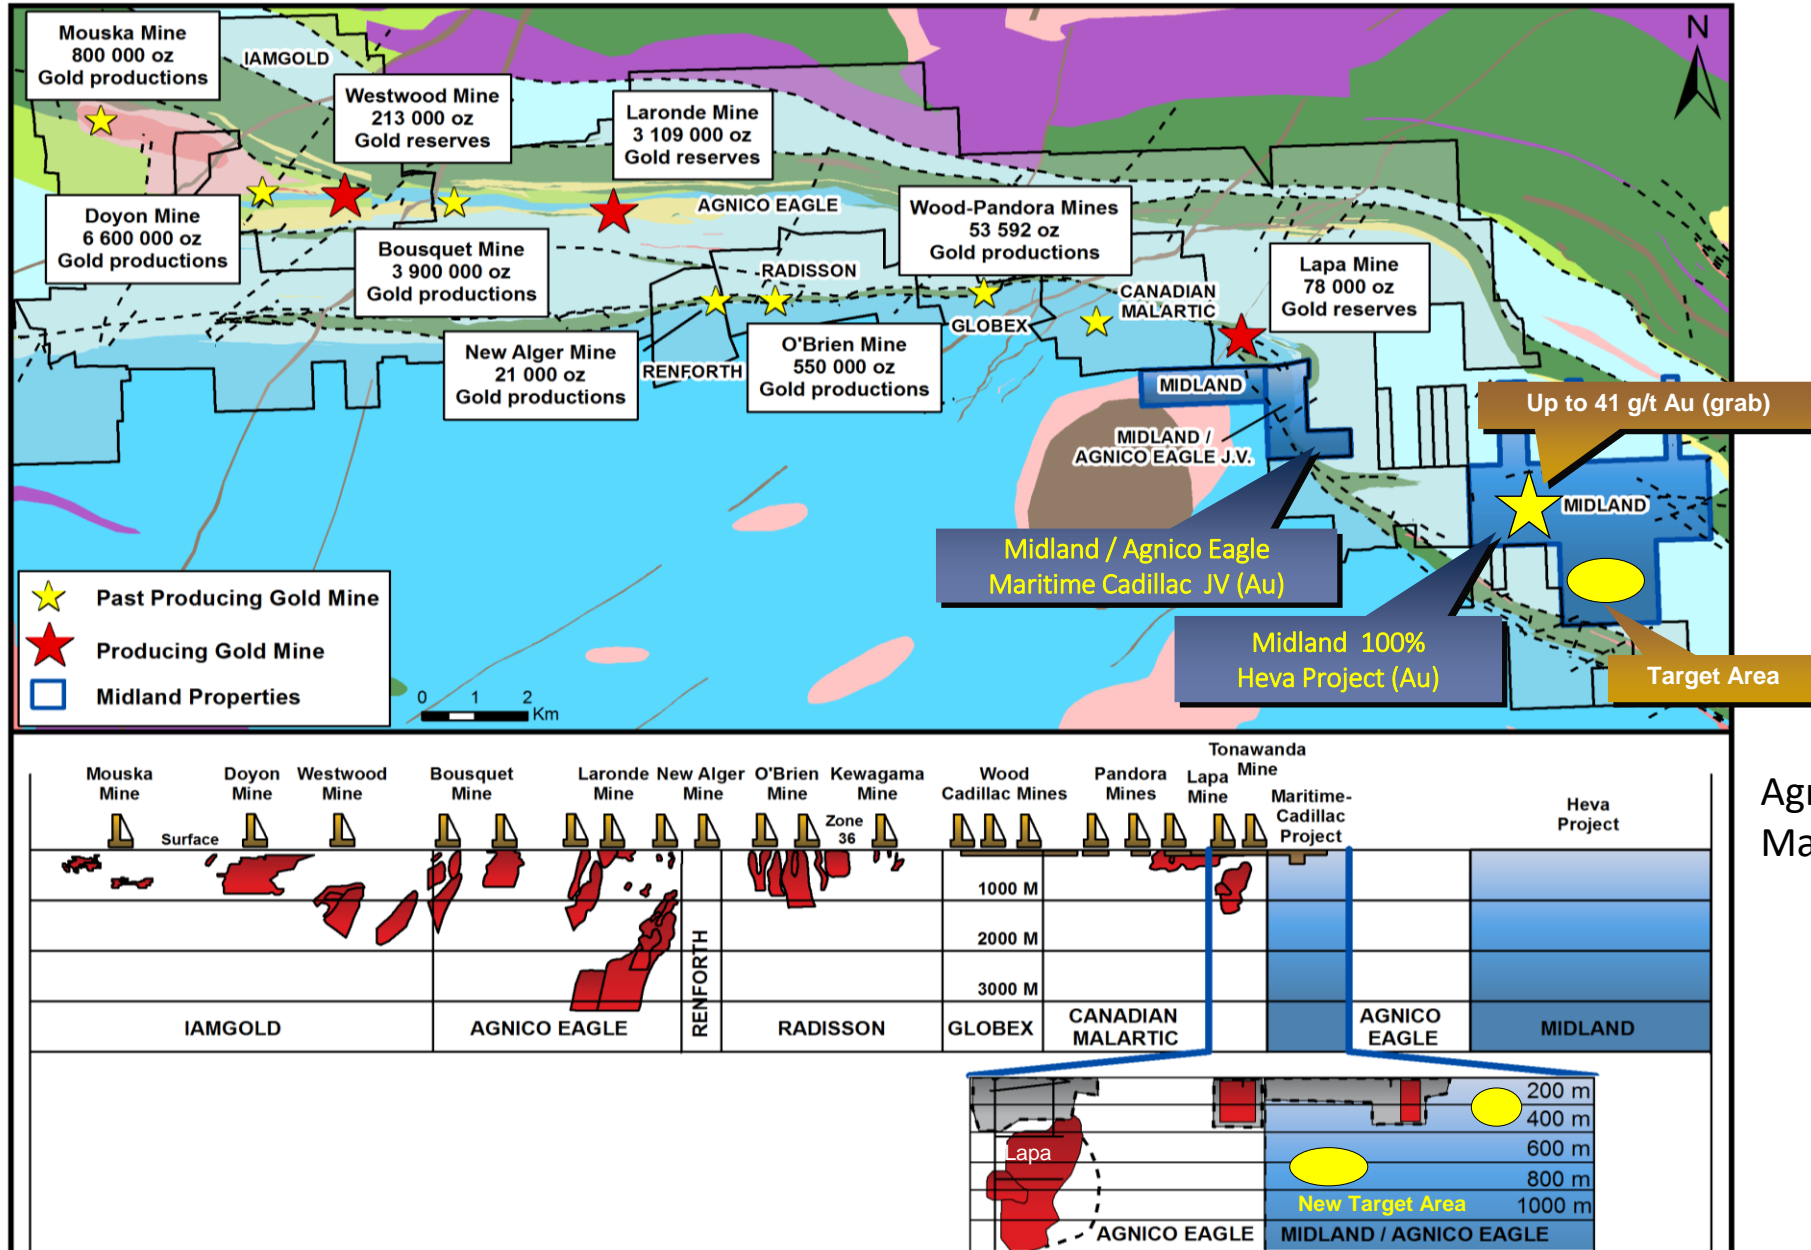 Mouska Mine
800 000 oz
Gold productions
IAMGOLD
Westwood Mine
213 000 oz
Gold reserves
Laronde Mine
3 109 000 oz
Gold reserves
N
Doyon Mine
6 600 000 oz
Gold productions
Bousquet Mine
3 900 000 oz
Gold productions
AGNICO EAGLE
Wood-Pandora Mines
53 592 oz
Gold productions
RADISSON
Lapa Mine
78 000 oz
Gold reserves
CANADIAN
MALARTIC
GLOBEX
New Alger Mine
21 000 oz
Gold productions
RENFORTH
O'Brien Mine
550 000 oz
Gold productions
MIDLAND
MIDLAND /
AGNICO EAGLE J.V.
Up to 41 g/t Au (grab)
MIDLAND
Midland / Agnico Eagle
Maritime Cadillac JV (Au)
Midland 100%
Heva Project (Au)
Target Area
Past Producing Gold Mine
Producing Gold Mine
Midland Properties
0 1 2
Km
Mouska
Mine
Surface
Doyon
Mine
Westwood
Mine
Bousquet
Mine
Laronde
Mine
New Alger
Mine
O'Brien
Mine
Zone
36
Kewagama
Mine
Wood
Cadillac Mines
Pandora
Mines
Lapa
Mine
Tonawanda
Mine
Maritime-
Cadillac
Project
Heva
Project
1000 M
2000 M
3000 M
IAMGOLD
AGNICO EAGLE
RENFORTH
RADISSON
GLOBEX
CANADIAN
MALARTIC
AGNICO
EAGLE
MIDLAND
200 m
400 m
600 m
800 m
1000 m
Lapa
New Target Area
AGNICO EAGLE
MIDLAND / AGNICO EAGLE